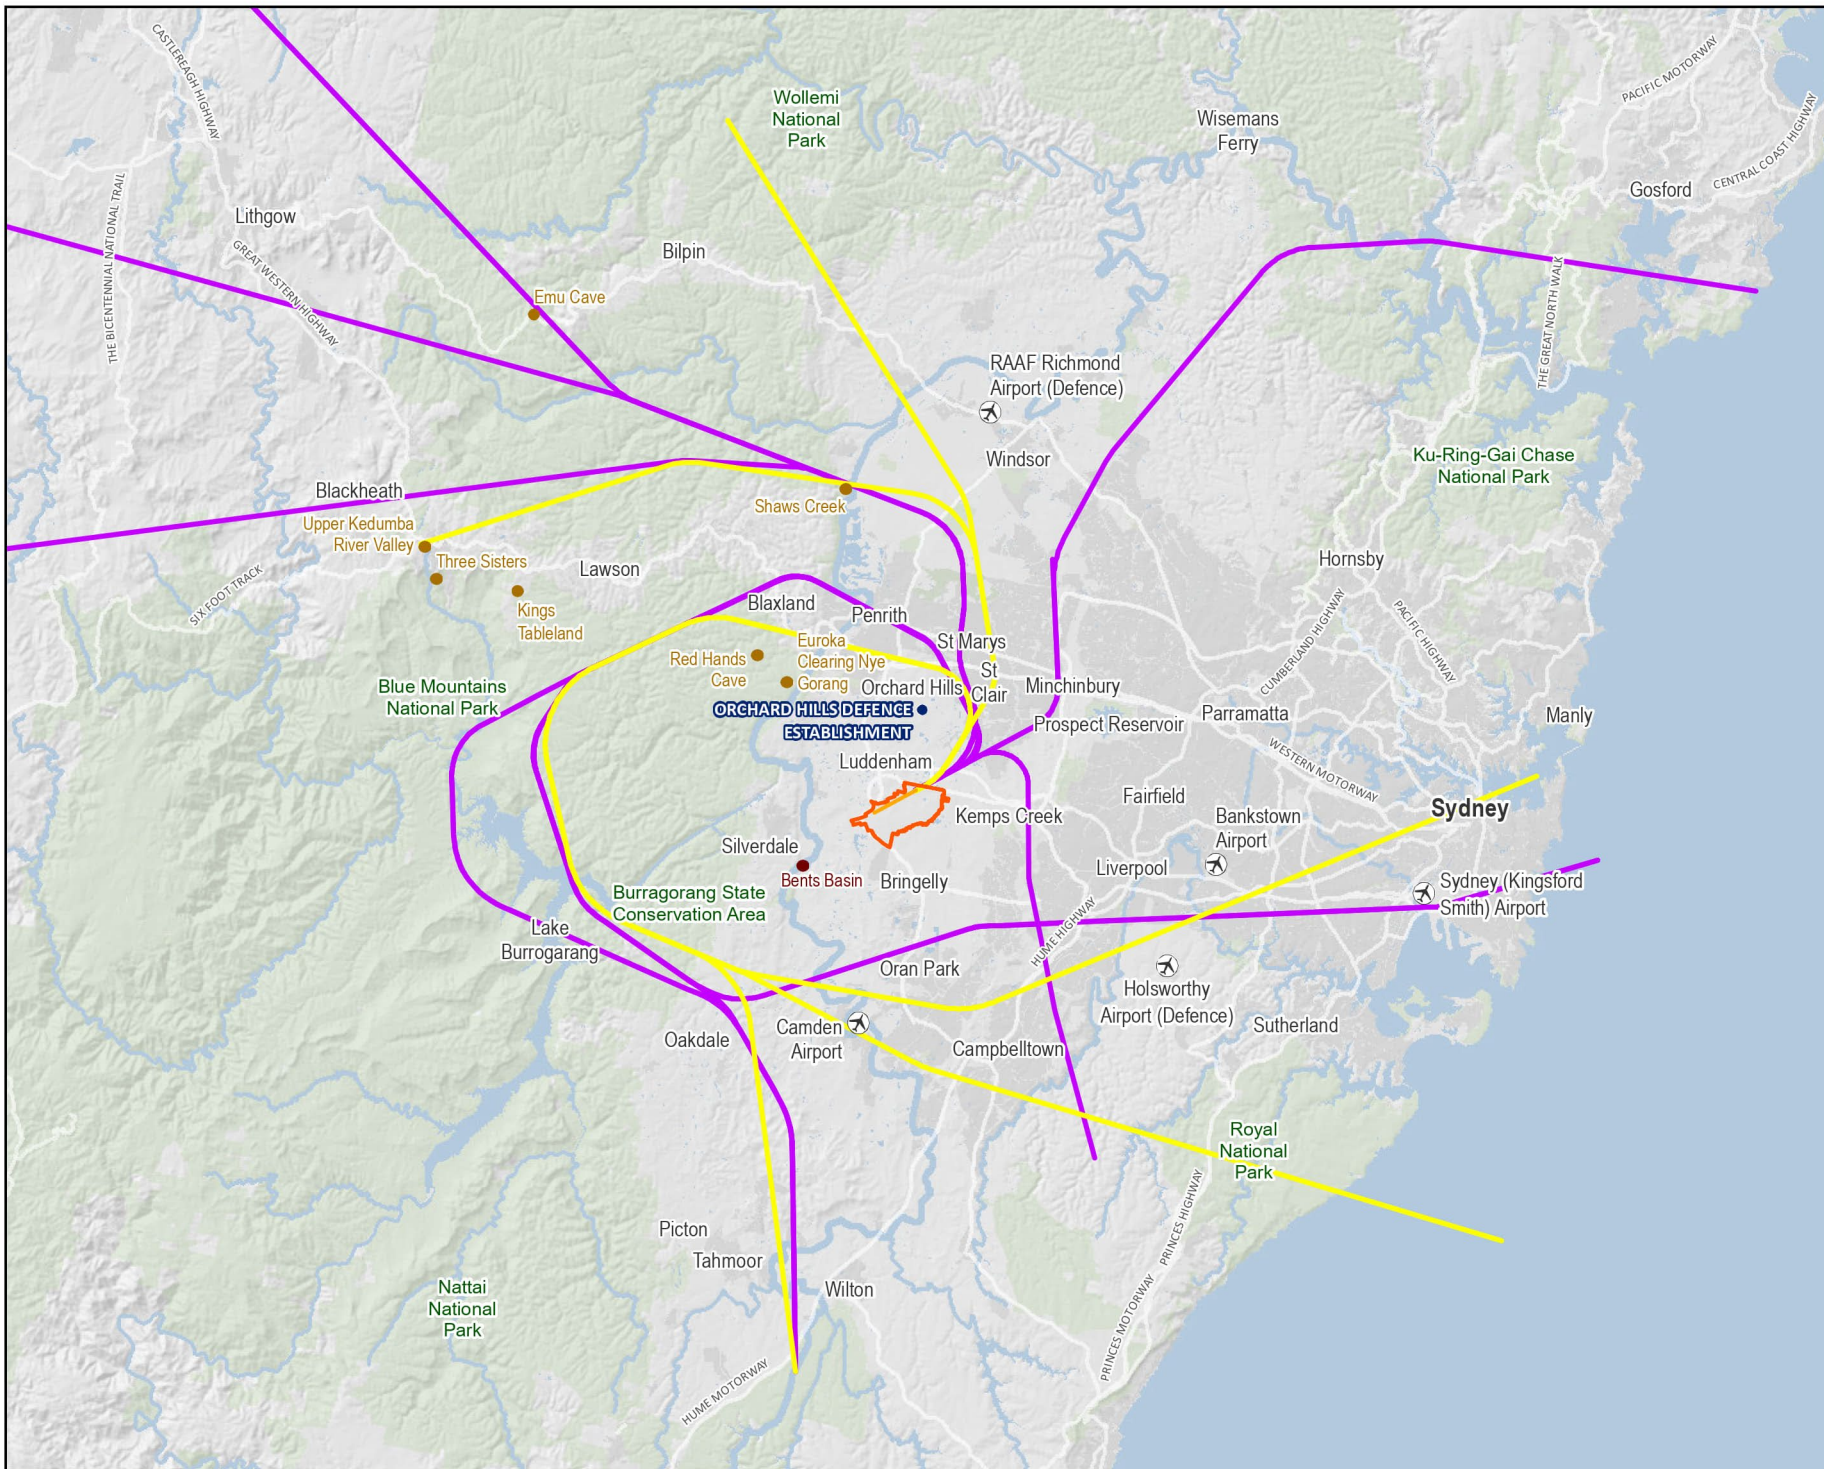 CASTLEREAGH HIGHWAY
PACIFIC MOTORWAY
Wollemi
National
Park
Wisemans
Ferry
CENTRAL COAST HIGHWAY
Gosford
THE BICENTENNIAL NATIONAL TRAIL
Lithgow
GREAT WESTERN HIGHWAY
Bilpin
THE GREAT NORTH WALK
Emu Cave
RAAF Richmond
Airport (Defence)
Windsor
Ku-Ring-Gai Chase
National Park
Blackheath
Shaws Creek
Upper Kedumba
River Valley
Three Sisters
Lawson
Hornsby
SIX FOOT TRACK
Kings
Tableland
Blaxland
Penrith
CUMBERLAND HIGHWAY
PACIFIC HIGHWAY
St Marys
Euroka
Clearing Nye
Gorang
Red Hands
Cave
St
Clair
Orchard Hills
Minchinbury
Blue Mountains
National Park
ORCHARD HILLS DEFENCE
ESTABLISHMENT
Prospect Reservoir
Parramatta
Manly
WESTERN MOTORWAY
Luddenham
Fairfield
Sydney
Kemps Creek
Bankstown
Airport
Silverdale
Bents Basin
Bringelly
Liverpool
Sydney (Kingsford
Smith) Airport
Burragorang State
Conservation Area
HUME HIGHWAY
Lake
Burrogarang
Oran Park
Holsworthy
Airport (Defence)
Sutherland
Oakdale
Camden
Airport
Campbelltown
Royal
National
Park
PRINCES HIGHWAY
Picton
Tahmoor
Wilton
Nattai
National
Park
PRINCES MOTORWAY
HUME MOTORWAY